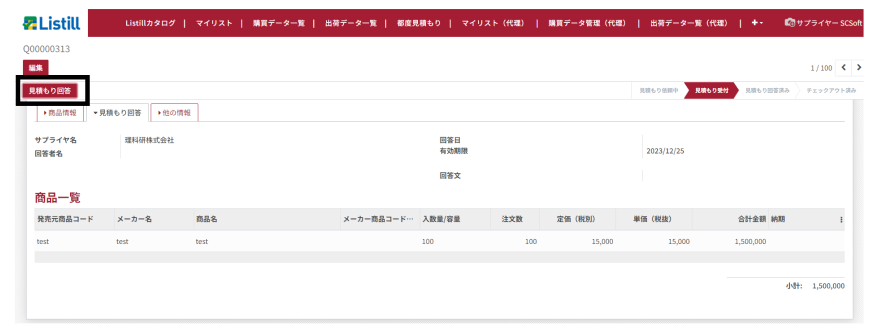 Listill
Listillカタログ | マイリスト | 購買データ一覧 | 出荷データ一覧 | 都度見積もり | マイリスト（代理） | 購買データ管理（代理） | 出荷データ一覧（代理） | +
サプライヤー SCSoft
Q00000313
編集
1 / 100
見積もり回答
見積もり依頼中 見積もり受付 見積もり回答済み チェックアウト済み
商品情報 見積もり回答 他の情報
サプライヤ名 理科研株式会社 回答日
回答者名 有効期限 2023/12/25
回答文
商品一覧
発売元商品コード メーカー名 商品名 メーカー商品コード… 入数量/容量 注文数 定価（税別） 単価（税抜） 合計金額 納期
test test test 100 100 15,000 15,000 1,500,000
小計: 1,500,000